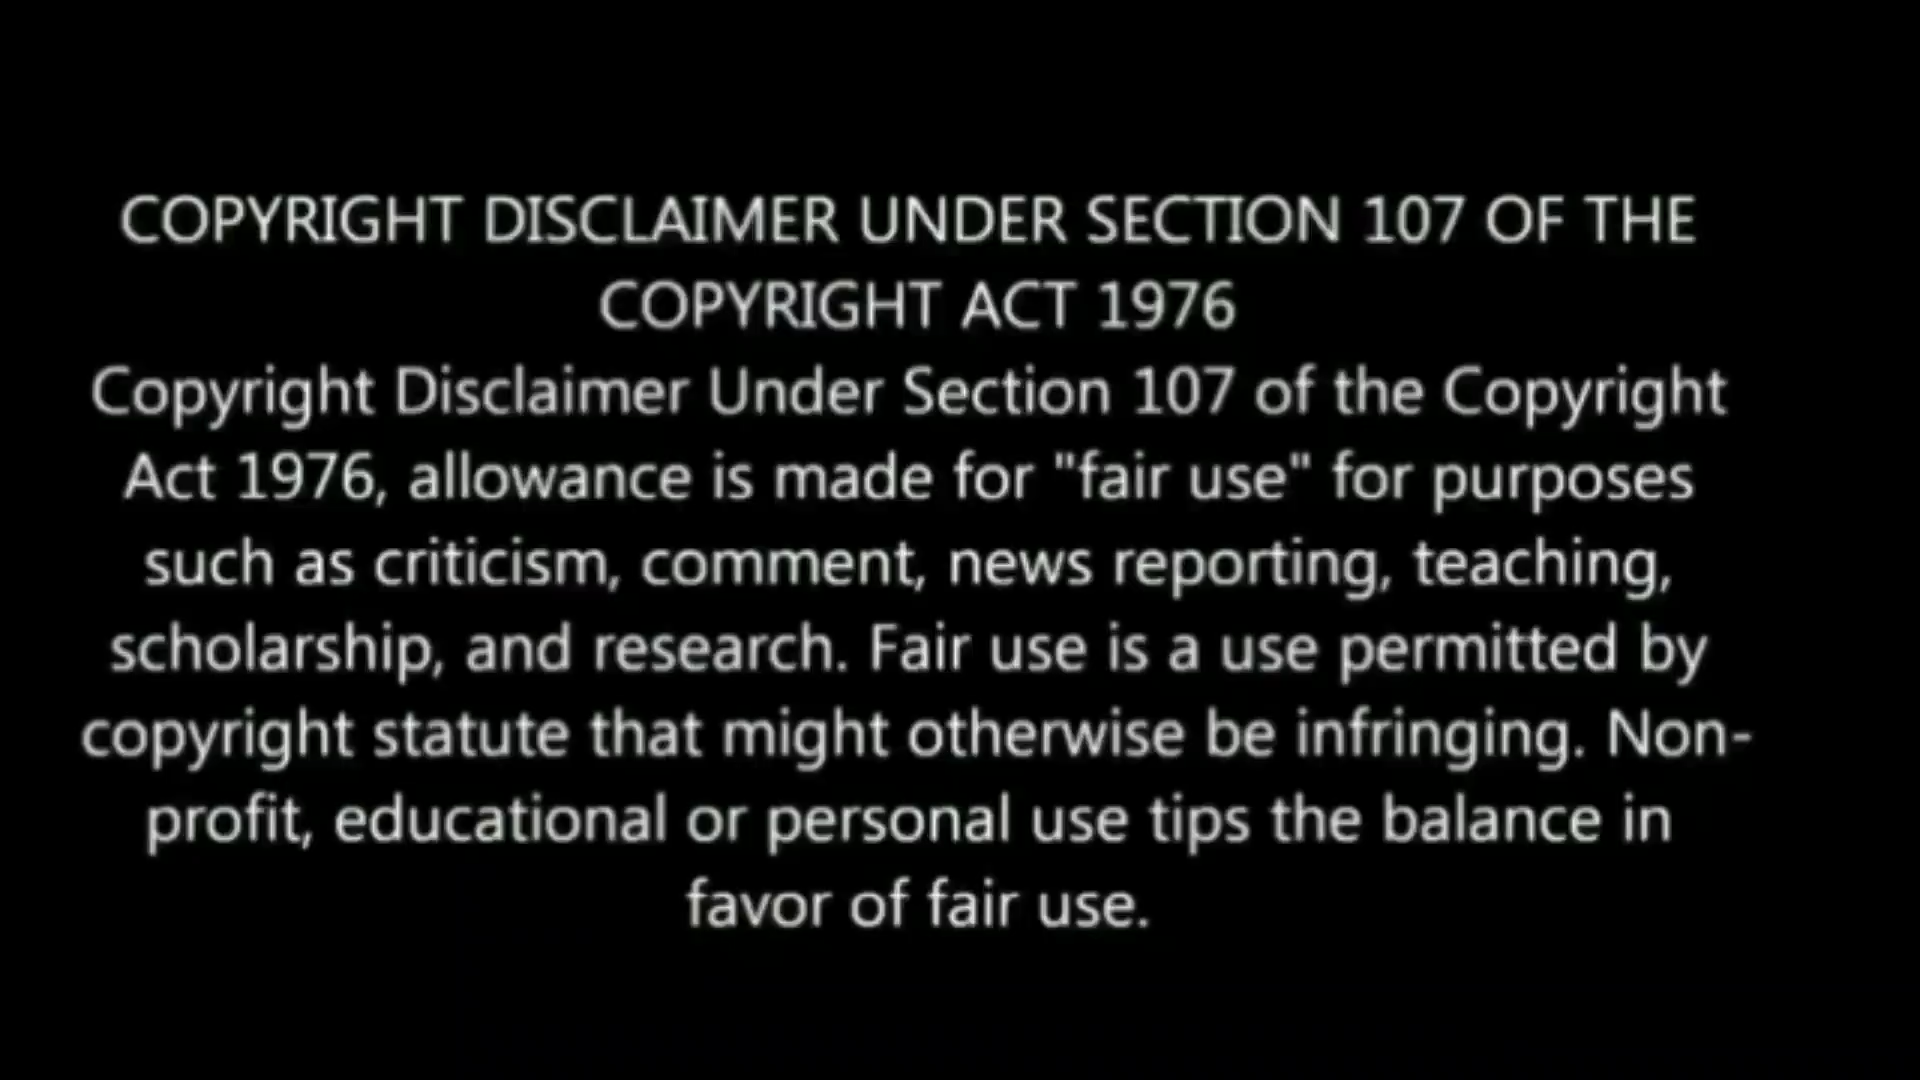 COPYRIGHT DISCLAIMER UNDER SECTION 107 OF THE
COPYRIGHT ACT 1976
Copyright Disclaimer Under Section 107 of the Copyright
Act 1976, allowance is made for "fair use" for purposes
such as criticism, comment, news reporting, teaching,
scholarship, and research. Fair use is a use permitted by
copyright statute that might otherwise be infringing. Non-
profit, educational or personal use tips the balance in
favor of fair use.